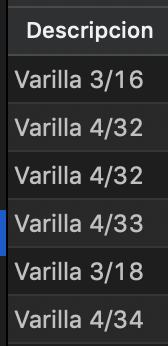 Descripcion
Varilla 3/16
Varilla 4/32
Varilla 4/32
Varilla 4/33
Varilla 3/18
Varilla 4/34